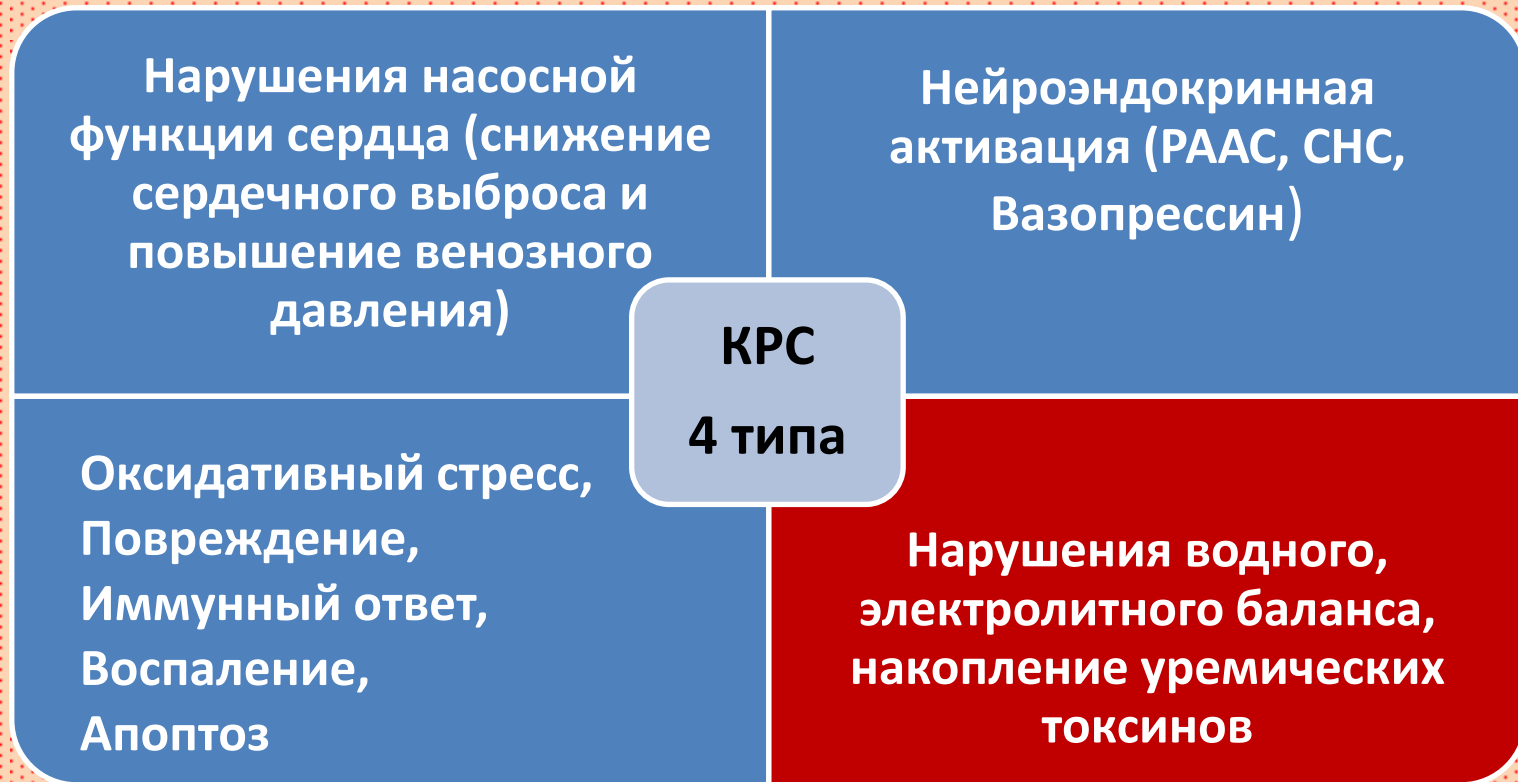 Нарушения насосной
функции сердца (снижение
сердечного выброса и
повышение венозного
давления)
Нейроэндокринная
активация (РААС, СНС,
Вазопрессин)
КРС
4 типа
Оксидативный стресс,
Повреждение,
Иммунный ответ,
Воспаление,
Апоптоз
Нарушения водного,
электролитного баланса,
накопление уремических
токсинов